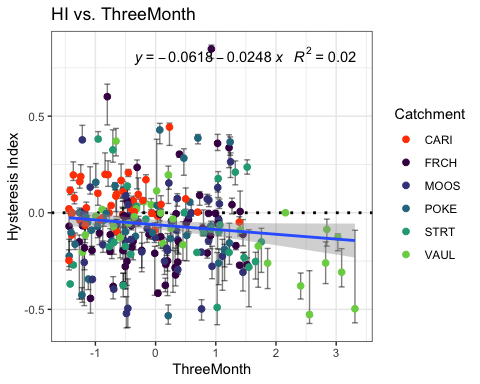 HI vs. ThreeMonth
y = −0.0618 − 0.0248 x R² = 0.02
Hysteresis Index
0.5
0.0
-0.5
-1
0
1
2
3
ThreeMonth
Catchment
CARI
FRCH
MOOS
POKE
STRT
VAUL